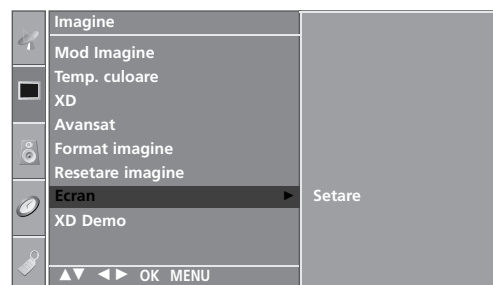 Imagine
Mod Imagine
Temp. culoare
XD
Avansat
Format imagine
Resetare imagine
Ecran ► Setare
XD Demo
▲▼ ◄► OK MENU